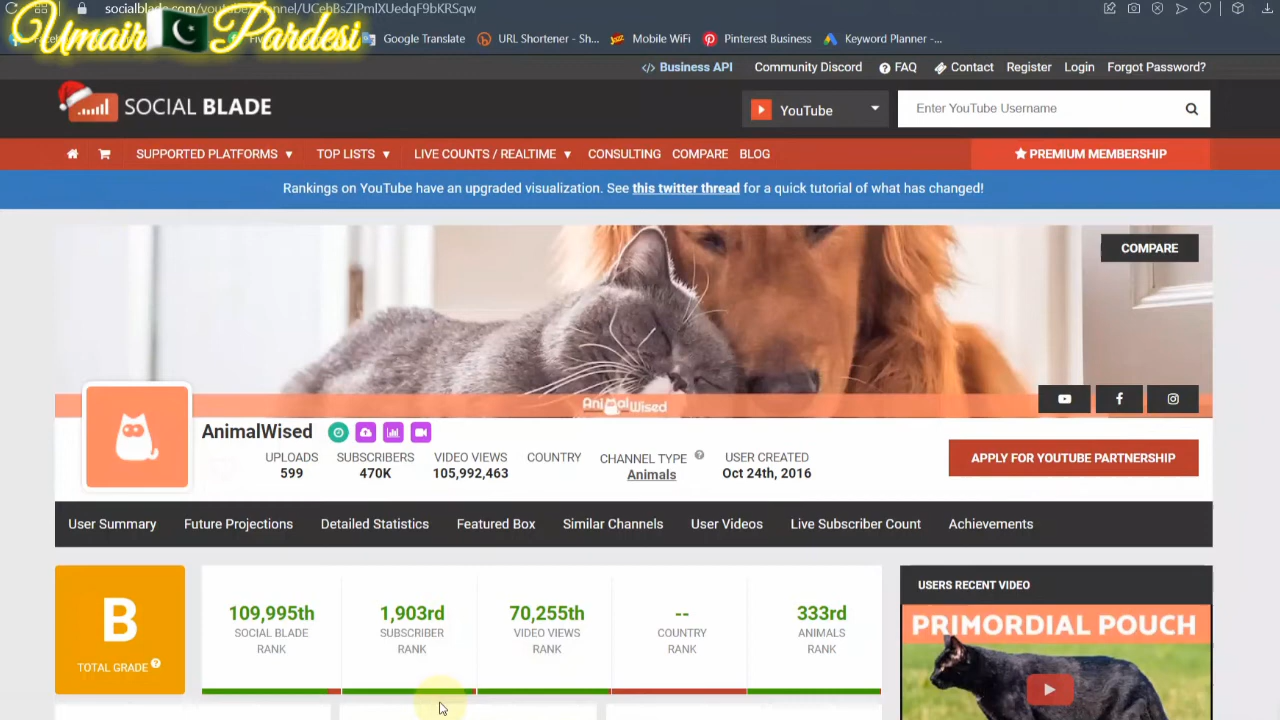 socialblade.com/youtube/channel/UCebBsZIPmlXUedqF9bKRSqw
Umair Pardesi
Google Translate
URL Shortener - Sh...
Mobile WiFi
Pinterest Business
Keyword Planner -...
</> Business API
Community Discord
FAQ
Contact
Register
Login
Forgot Password?
SOCIAL BLADE
YouTube
Enter YouTube Username
SUPPORTED PLATFORMS
TOP LISTS
LIVE COUNTS / REALTIME
CONSULTING
COMPARE
BLOG
PREMIUM MEMBERSHIP
Rankings on YouTube have an upgraded visualization. See this twitter thread for a quick tutorial of what has changed!
COMPARE
AnimalWised
AnimalWised
UPLOADS
599
SUBSCRIBERS
470K
VIDEO VIEWS
105,992,463
COUNTRY
CHANNEL TYPE
Animals
USER CREATED
Oct 24th, 2016
APPLY FOR YOUTUBE PARTNERSHIP
User Summary
Future Projections
Detailed Statistics
Featured Box
Similar Channels
User Videos
Live Subscriber Count
Achievements
B
TOTAL GRADE
109,995th
SOCIAL BLADE
RANK
1,903rd
SUBSCRIBER
RANK
70,255th
VIDEO VIEWS
RANK
--
COUNTRY
RANK
333rd
ANIMALS
RANK
USERS RECENT VIDEO
PRIMORDIAL POUCH